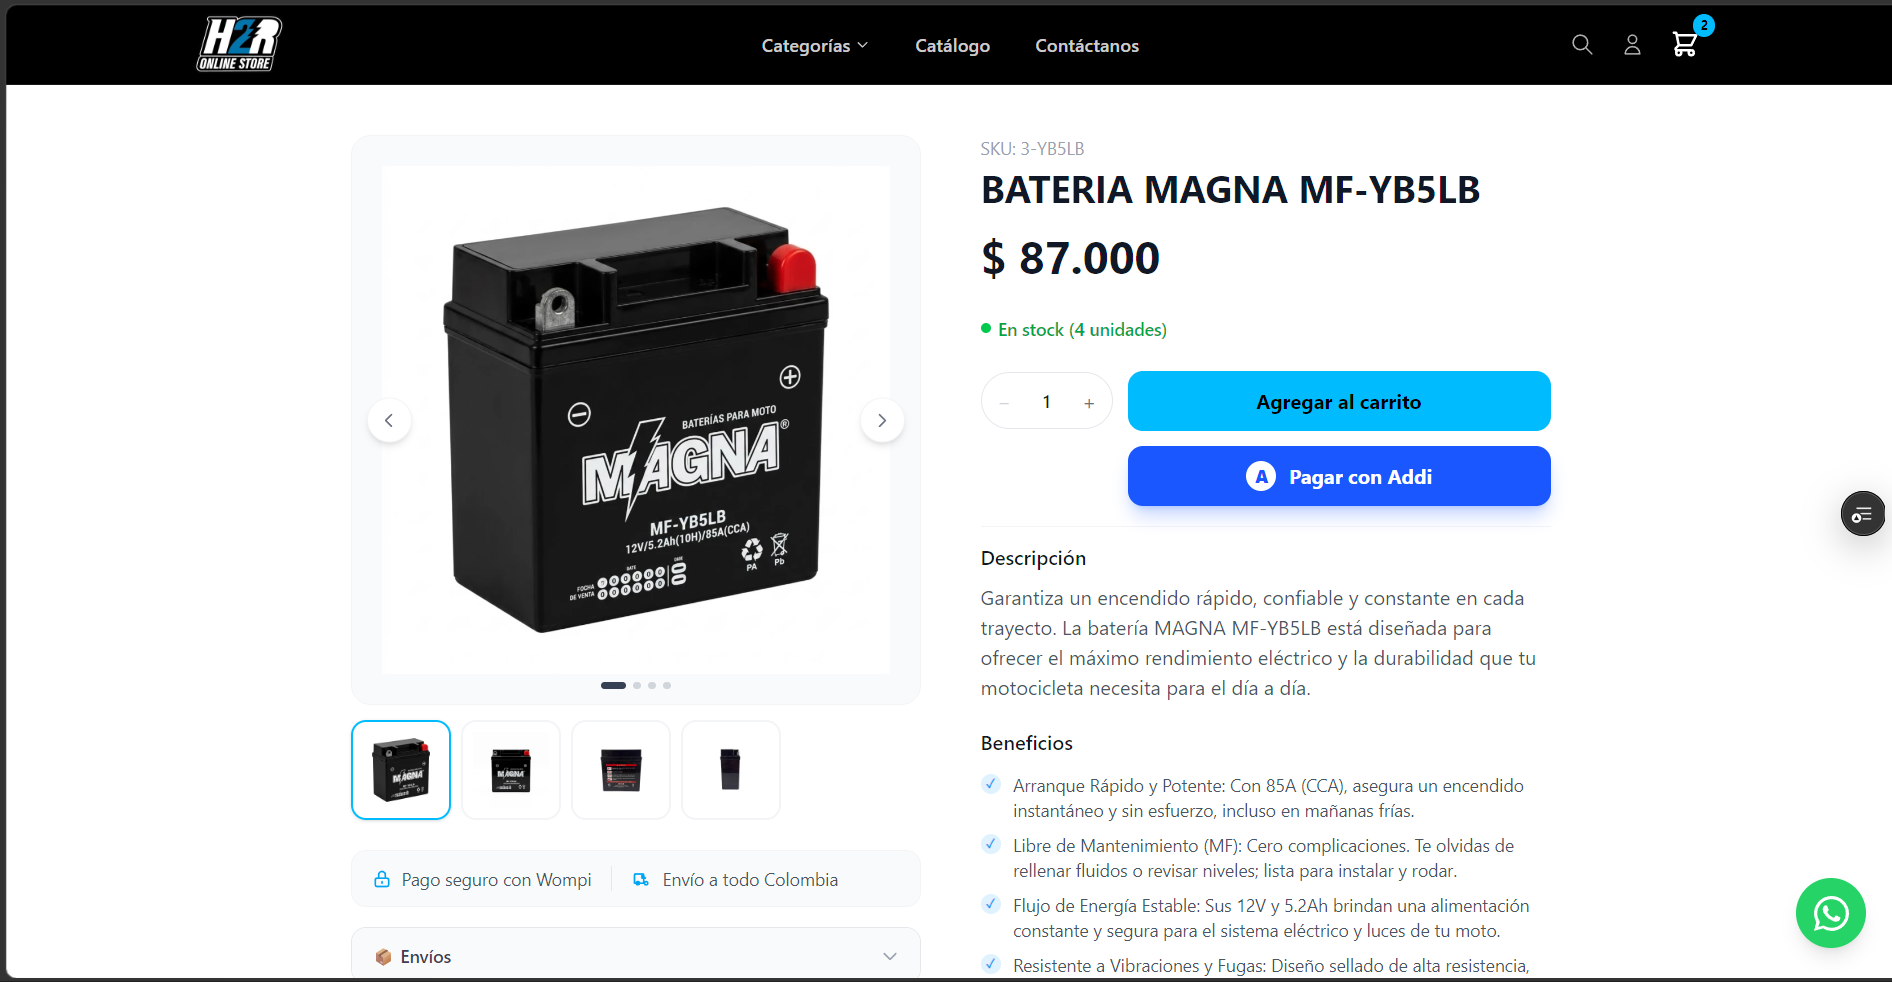 H2R
ONLINE STORE
Categorías
Catálogo
Contáctanos
2
SKU: 3-YB5LB
BATERIA MAGNA MF-YB5LB
$ 87.000
En stock (4 unidades)
− 1 +
Agregar al carrito
A Pagar con Addi
BATERÍAS PARA MOTO
MAGNA®
MF-YB5LB
12V/5.2Ah(10H)/85A(CCA)
PA
Pb
DATE
FECHA
DE VENTA
MAGNA
MAGNA
Pago seguro con Wompi
Envío a todo Colombia
Envíos
Descripción
Garantiza un encendido rápido, confiable y constante en cada
trayecto. La batería MAGNA MF-YB5LB está diseñada para
ofrecer el máximo rendimiento eléctrico y la durabilidad que tu
motocicleta necesita para el día a día.
Beneficios
Arranque Rápido y Potente: Con 85A (CCA), asegura un encendido
instantáneo y sin esfuerzo, incluso en mañanas frías.
Libre de Mantenimiento (MF): Cero complicaciones. Te olvidas de
rellenar fluidos o revisar niveles; lista para instalar y rodar.
Flujo de Energía Estable: Sus 12V y 5.2Ah brindan una alimentación
constante y segura para el sistema eléctrico y luces de tu moto.
Resistente a Vibraciones y Fugas: Diseño sellado de alta resistencia,